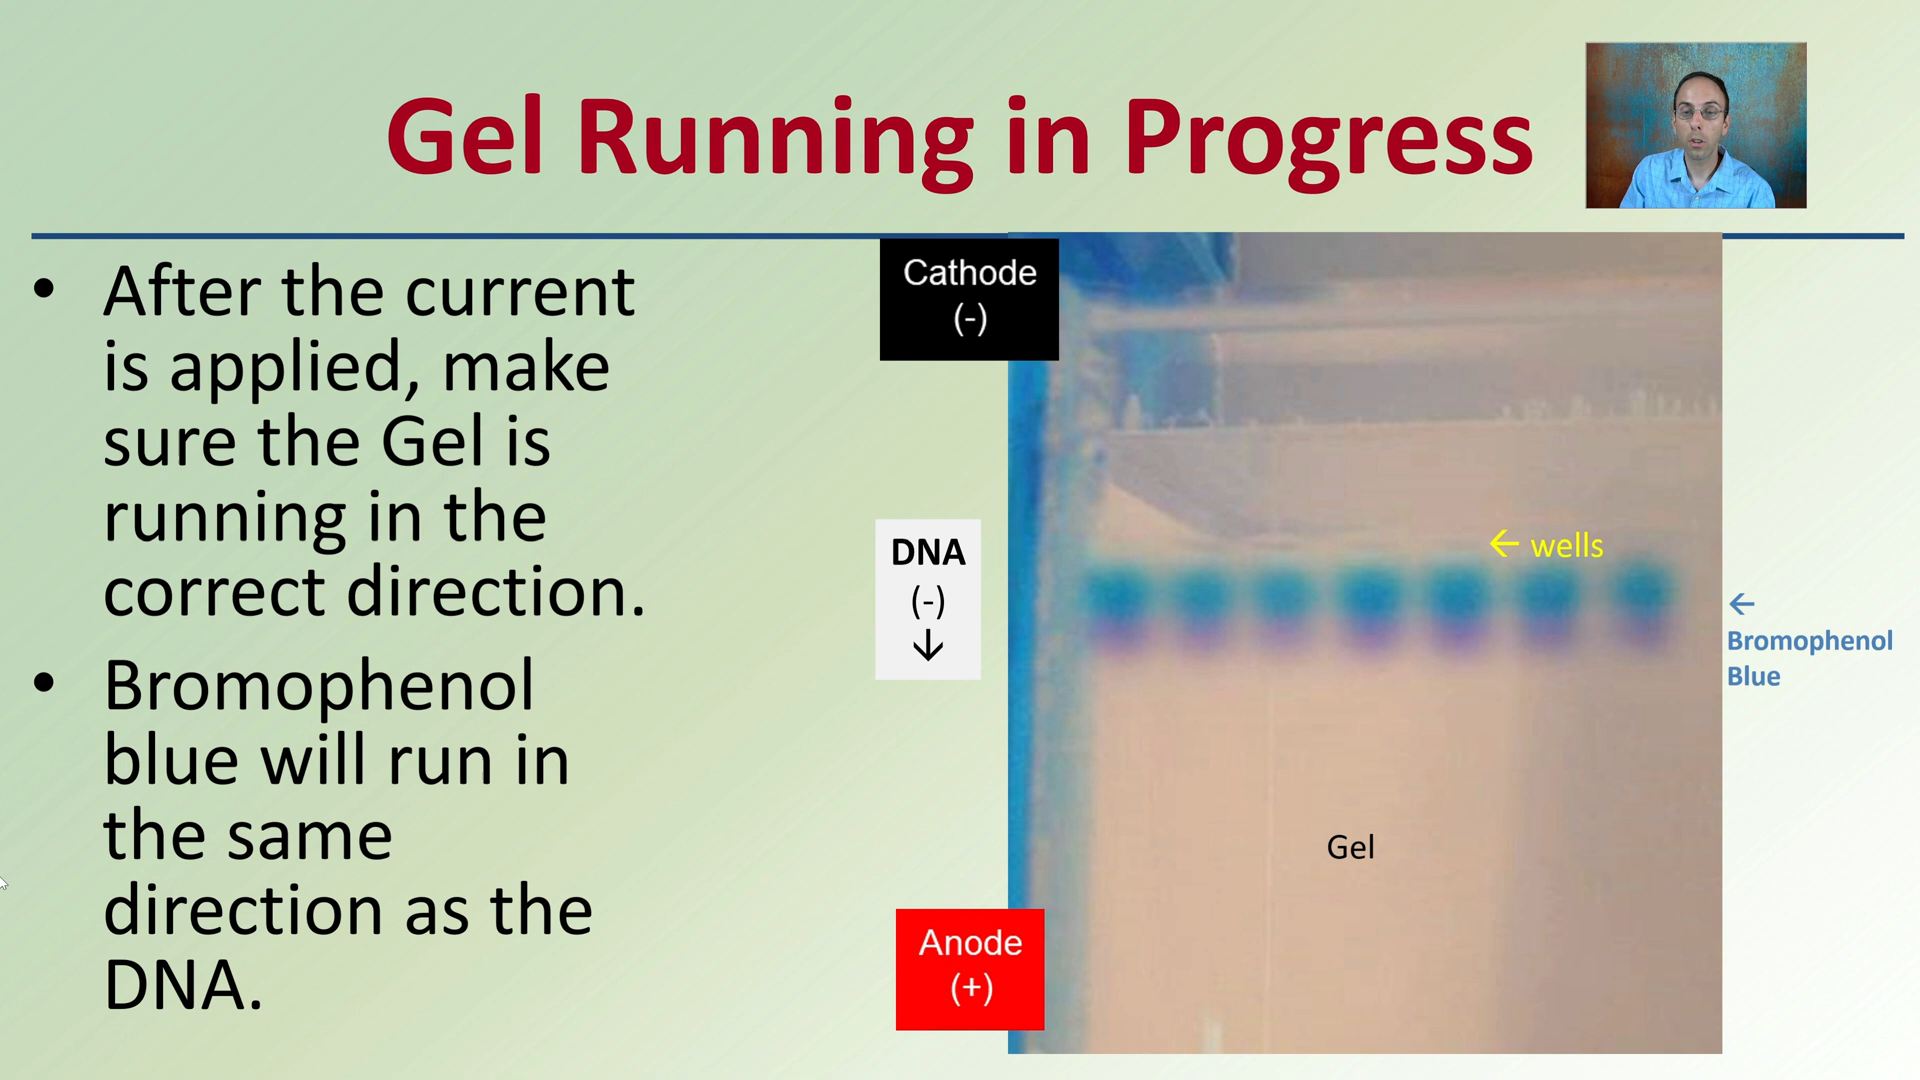 Gel Running in Progress
• After the current
is applied, make
sure the Gel is
running in the
correct direction.
• Bromophenol
blue will run in
the same
direction as the
DNA.
Cathode
(-)
DNA
(-)
↓
Anode
(+)
← wells
←
Bromophenol
Blue
Gel